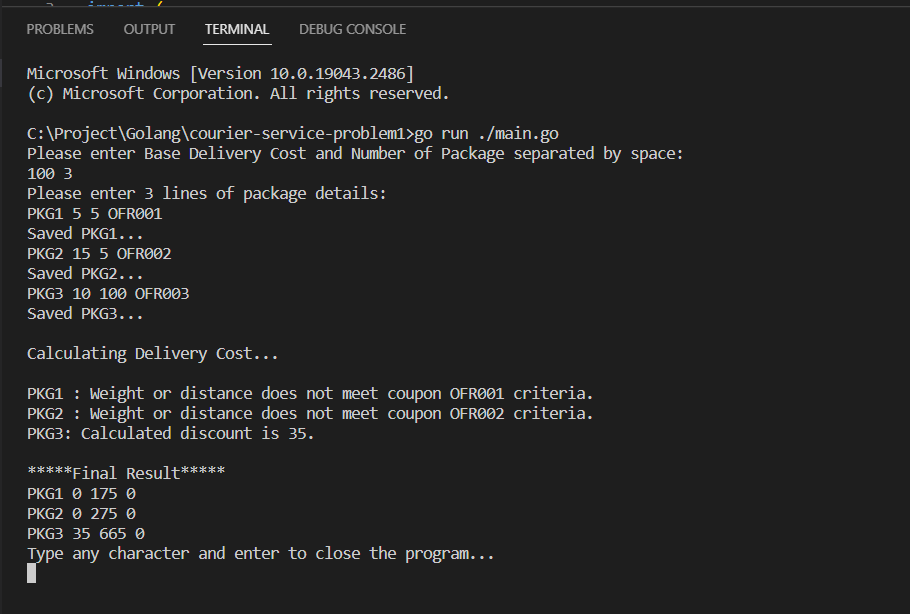 PROBLEMS OUTPUT TERMINAL DEBUG CONSOLE
Microsoft Windows [Version 10.0.19043.2486]
(c) Microsoft Corporation. All rights reserved.
C:\Project\Golang\courier-service-problem1>go run ./main.go
Please enter Base Delivery Cost and Number of Package separated by space:
100 3
Please enter 3 lines of package details:
PKG1 5 5 OFR001
Saved PKG1...
PKG2 15 5 OFR002
Saved PKG2...
PKG3 10 100 OFR003
Saved PKG3...
Calculating Delivery Cost...
PKG1 : Weight or distance does not meet coupon OFR001 criteria.
PKG2 : Weight or distance does not meet coupon OFR002 criteria.
PKG3: Calculated discount is 35.
*****Final Result*****
PKG1 0 175 0
PKG2 0 275 0
PKG3 35 665 0
Type any character and enter to close the program...